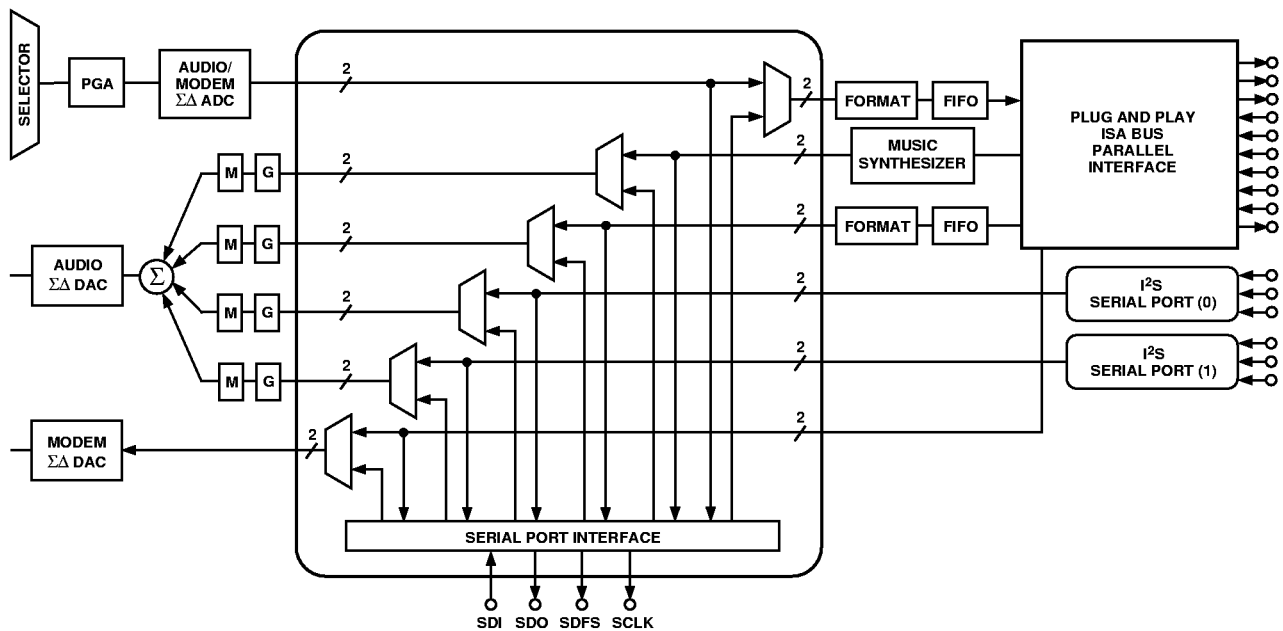 SELECTOR
PGA
AUDIO/
MODEM
ΣΔ ADC
2
2
FORMAT
FIFO
PLUG AND PLAY
ISA BUS
PARALLEL
INTERFACE
M
G
2
2
MUSIC
SYNTHESIZER
M
G
2
2
FORMAT
FIFO
AUDIO
ΣΔ DAC
Σ
M
G
2
2
I²S
SERIAL PORT (0)
M
G
2
2
I²S
SERIAL PORT (1)
MODEM
ΣΔ DAC
2
2
SERIAL PORT INTERFACE
SDI
SDO
SDFS
SCLK